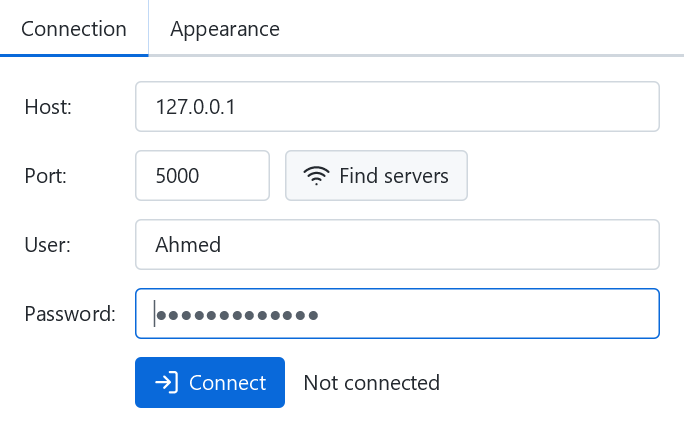 Connection Appearance
Host: 127.0.0.1
Port: 5000 Find servers
User: Ahmed
Password: ●●●●●●●●●●●●●
Connect Not connected